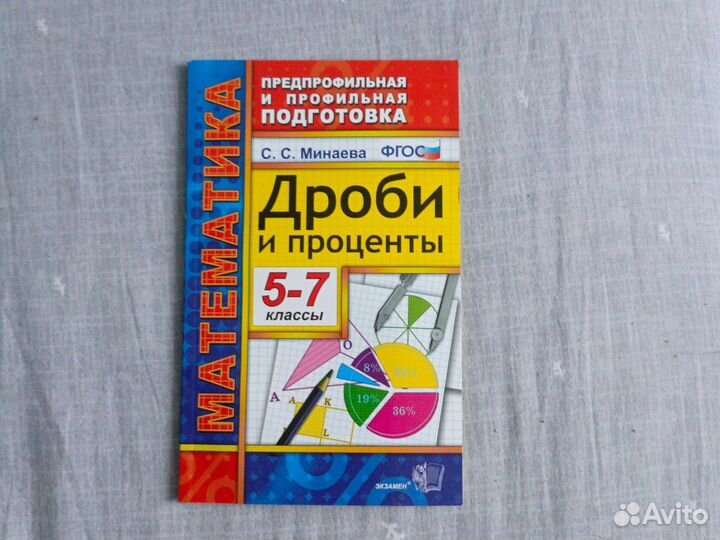 МАТЕМАТИКА
ПРЕДПРОФИЛЬНАЯ
И ПРОФИЛЬНАЯ
ПОДГОТОВКА
С. С. Минаева ФГОС
Дроби
и проценты
5-7
классы
O
8%
A
A K
19%
36%
L
ЭКЗАМЕН®
Avito